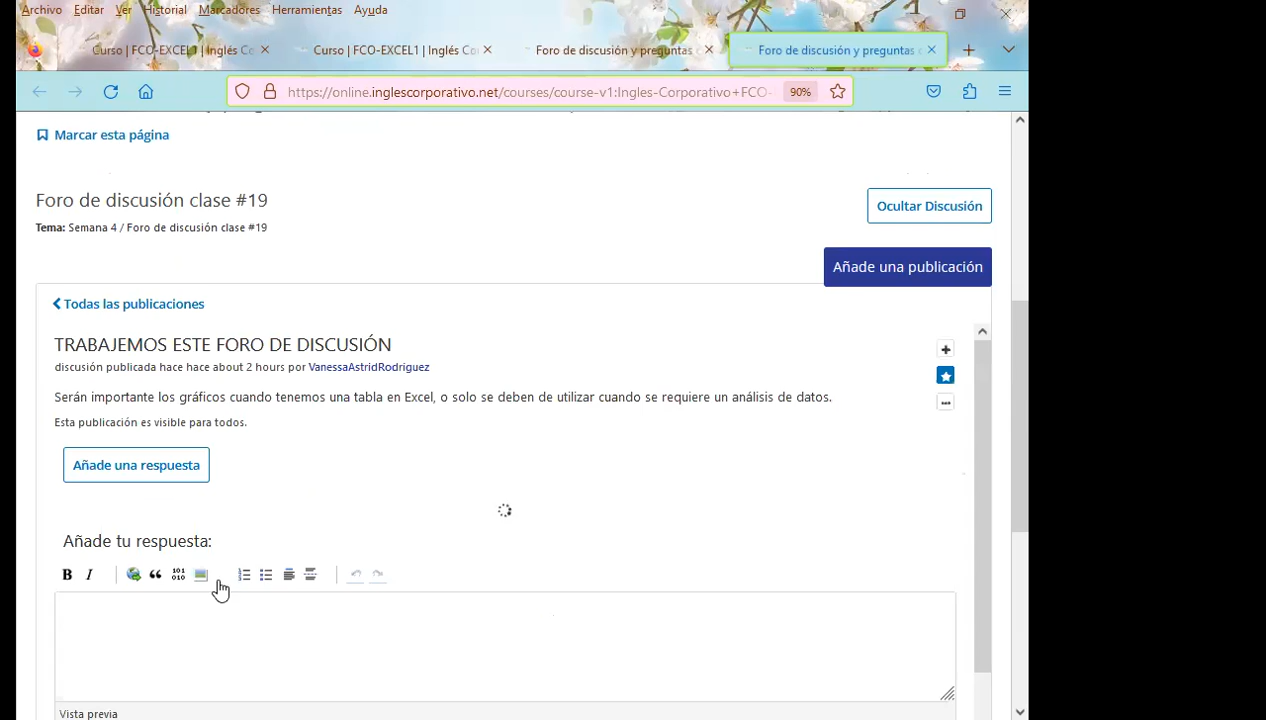 Archivo Editar Ver Historial Marcadores Herramientas Ayuda
Curso | FCO-EXCEL1 | Inglés Co
Curso | FCO-EXCEL1 | Inglés Co
Foro de discusión y preguntas
Foro de discusión y preguntas
https://online.inglescorporativo.net/courses/course-v1:Ingles-Corporativo+FCO- 90%
Marcar esta página
Foro de discusión clase #19
Ocultar Discusión
Tema: Semana 4 / Foro de discusión clase #19
Añade una publicación
Todas las publicaciones
TRABAJEMOS ESTE FORO DE DISCUSIÓN
discusión publicada hace hace about 2 hours por VanessaAstridRodriguez
Serán importante los gráficos cuando tenemos una tabla en Excel, o solo se deben de utilizar cuando se requiere un análisis de datos.
Esta publicación es visible para todos.
Añade una respuesta
Añade tu respuesta:
B I
Vista previa